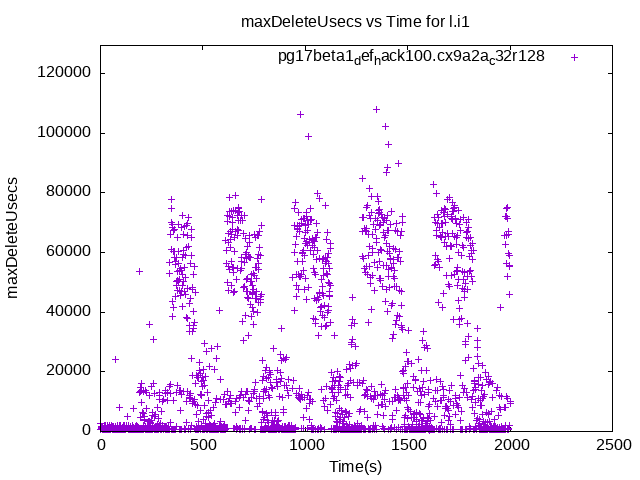 maxDeleteUsecs vs Time for l.i1
pg17beta1def_hack100.cx9a2a_c32r128
120000
100000
80000
60000
40000
20000
0
maxDeleteUsecs
0 500 1000 1500 2000 2500
Time(s)